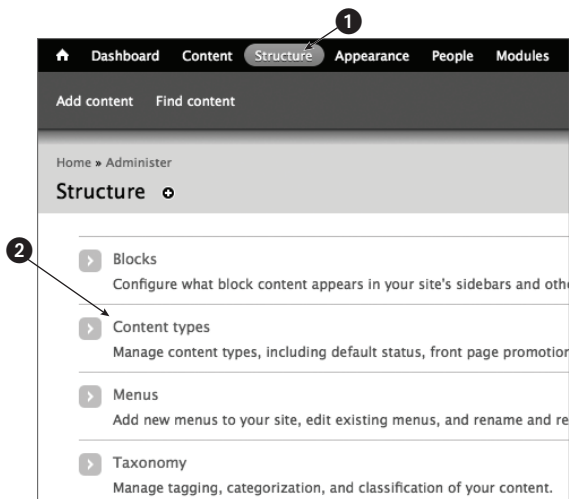 1
Dashboard Content Structure Appearance People Modules
Add content Find content
Home » Administer
Structure
2
Blocks
Configure what block content appears in your site's sidebars and othe
Content types
Manage content types, including default status, front page promotion
Menus
Add new menus to your site, edit existing menus, and rename and re
Taxonomy
Manage tagging, categorization, and classification of your content.